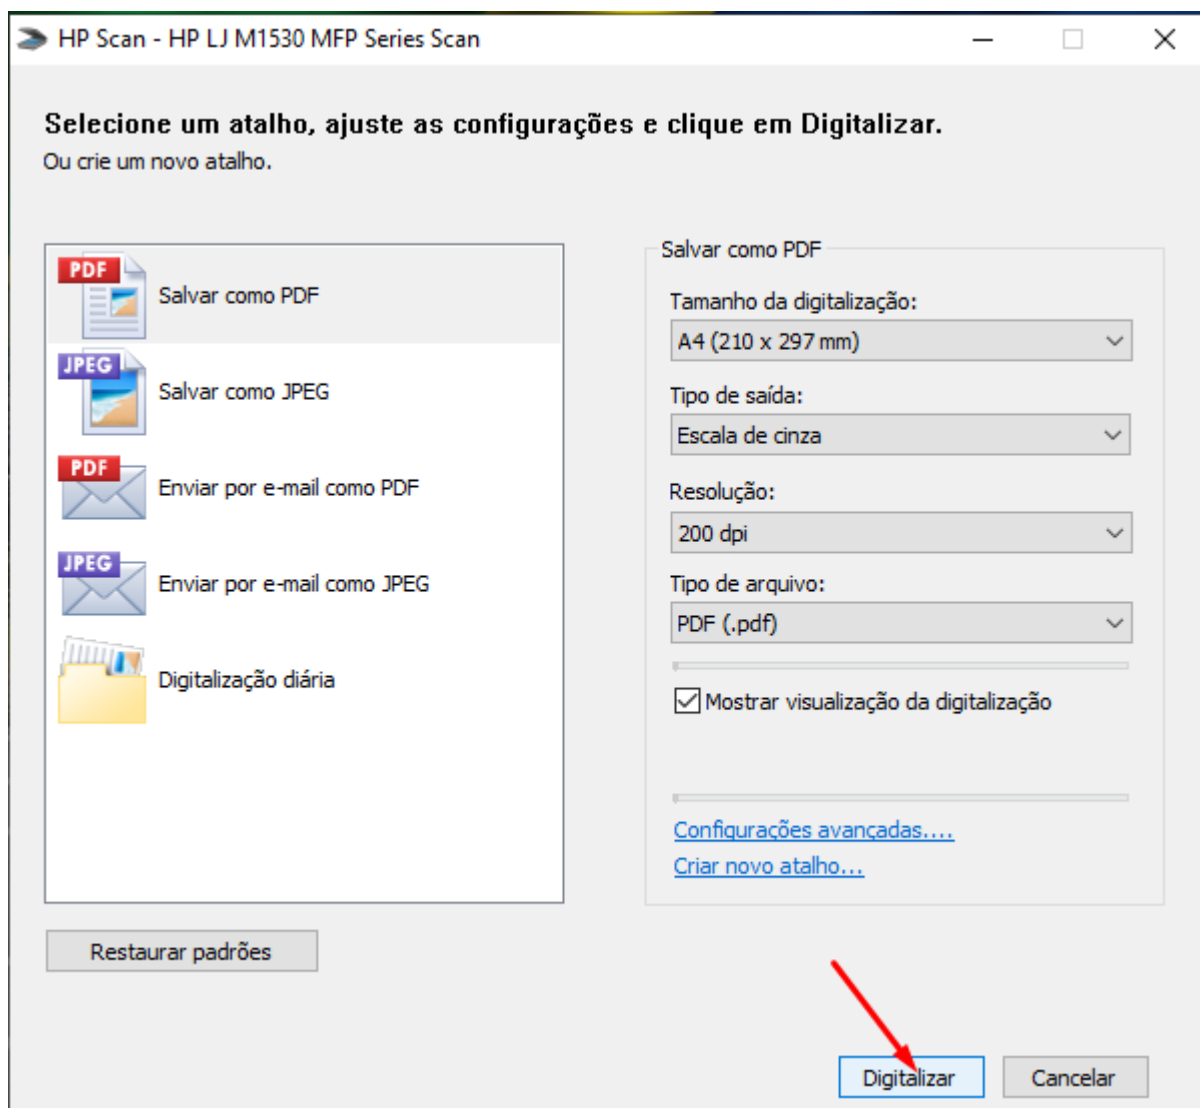 HP Scan - HP LJ M1530 MFP Series Scan
Selecione um atalho, ajuste as configurações e clique em Digitalizar.
Ou crie um novo atalho.
PDF
Salvar como PDF
JPEG
Salvar como JPEG
PDF
Enviar por e-mail como PDF
JPEG
Enviar por e-mail como JPEG
Digitalização diária
Restaurar padrões
Salvar como PDF
Tamanho da digitalização:
A4 (210 x 297 mm)
Tipo de saída:
Escala de cinza
Resolução:
200 dpi
Tipo de arquivo:
PDF (.pdf)
Mostrar visualização da digitalização
Configurações avançadas....
Criar novo atalho...
Digitalizar
Cancelar